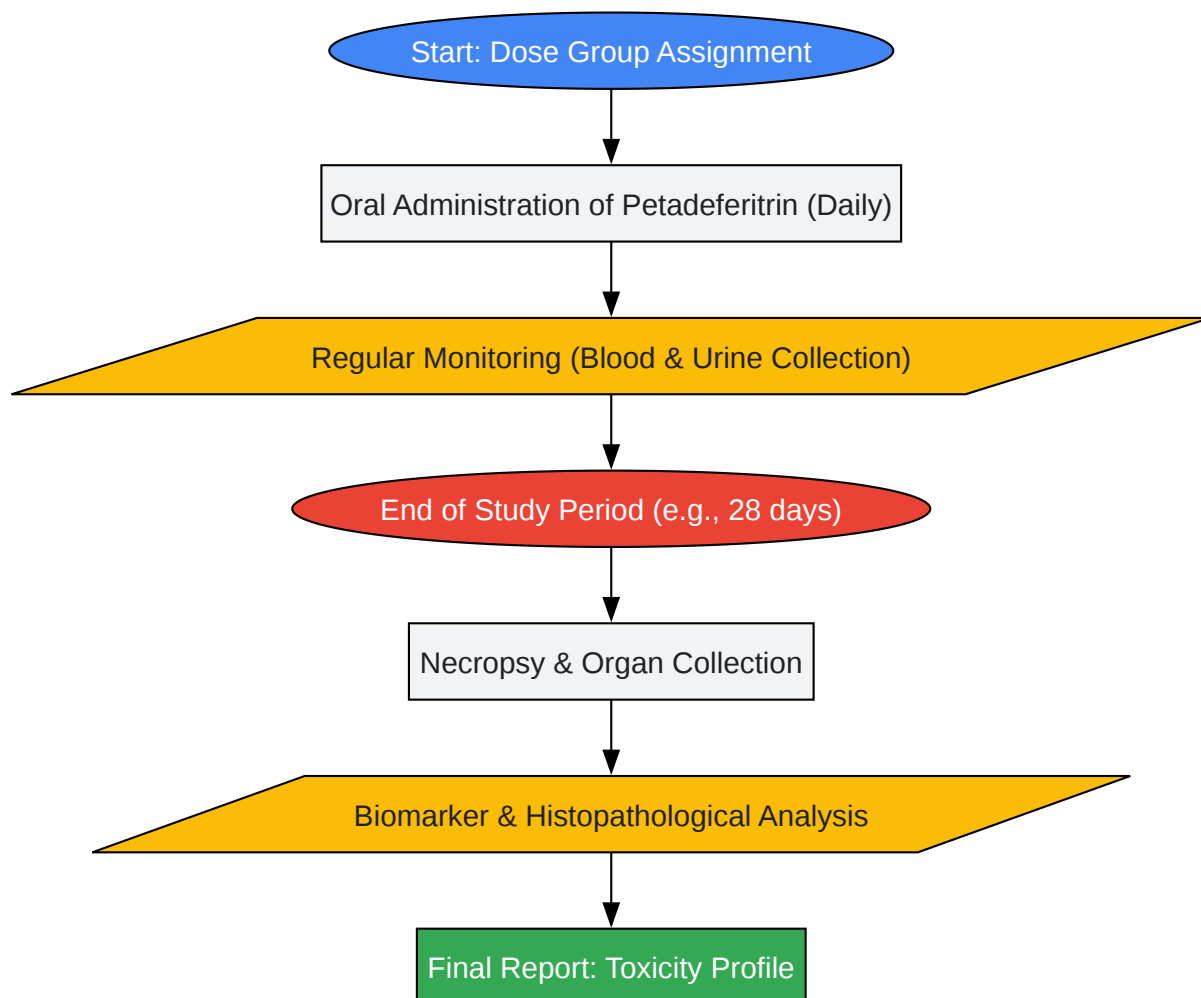 Start: Dose Group Assignment
Oral Administration of Petadeferitrin (Daily)
Regular Monitoring (Blood & Urine Collection)
End of Study Period (e.g., 28 days)
Necropsy & Organ Collection
Biomarker & Histopathological Analysis
Final Report: Toxicity Profile